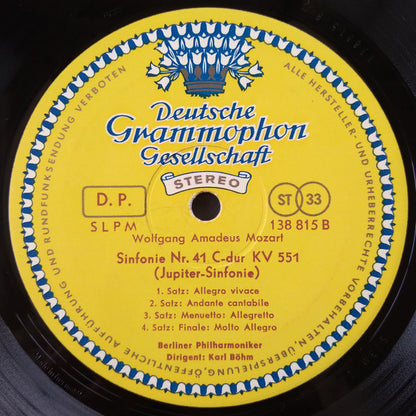 Deutsche
Grammophon
Gesellschaft
STEREO
D. P.
ST 33
SLPM
138 815 B
Wolfgang Amadeus Mozart
Sinfonie Nr. 41 C-dur KV 551
(Jupiter-Sinfonie)
1. Satz: Allegro vivace
2. Satz: Andante cantabile
3. Satz: Menuetto: Allegretto
4. Satz: Finale: Molto Allegro
Berliner Philharmoniker
Dirigent: Karl Böhm
ALLE HERSTELLER- UND URHEBERRECHTE VORBEHALTEN, ÜBERSPIELUNG, ÖFFENTLICHE AUFFÜHRUNG UND RUNDFUNKSENDUNG VERBOTEN